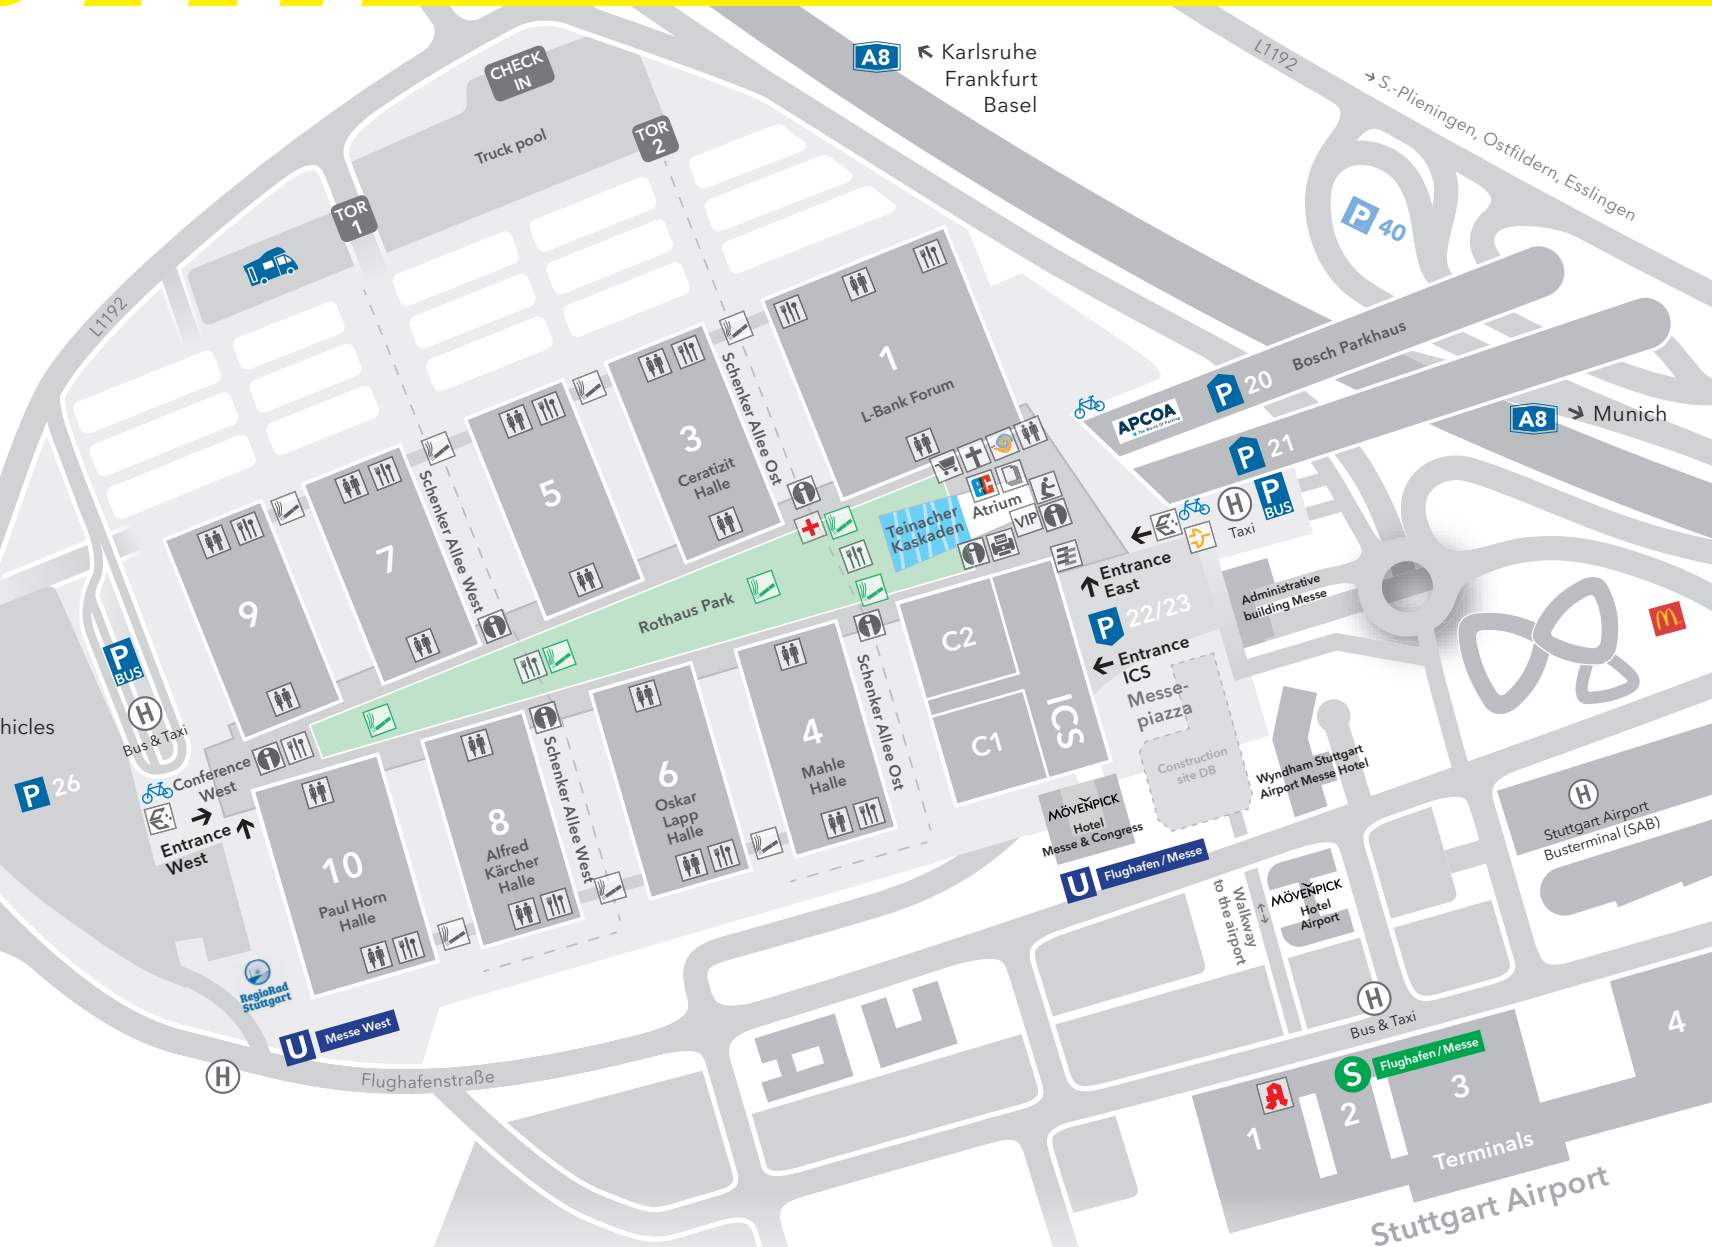 CHECK
IN
Truck pool
TOR
1
TOR
2
A8
Karlsruhe
Frankfurt
Basel
L1192
S.-Plieningen, Ostfildern, Esslingen
P 40
L1192
1
L-Bank Forum
3
Ceratizit
Halle
5
7
9
Schenker Allee Ost
Schenker Allee West
Bosch Parkhaus
P 20
APCOA
P 21
A8
Munich
H
Taxi
P
BUS
Atrium
VIP
EC
Teinacher
Kaskaden
Entrance
East
P 22/23
Entrance
ICS
Administrative
building Messe
Messe-
piazza
Construction
site DB
Rothaus Park
C2
C1
ICS
P
BUS
H
Bus & Taxi
hicles
P 26
Conference
West
Entrance
West
10
Paul Horn
Halle
8
Alfred
Kärcher
Halle
6
Oskar
Lapp
Halle
4
Mahle
Halle
Schenker Allee West
Schenker Allee Ost
MÖVENPICK
Hotel
Messe & Congress
Wyndham Stuttgart
Airport Messe Hotel
U Flughafen / Messe
MÖVENPICK
Hotel
Airport
Walkway
to the airport
H
Stuttgart Airport
Busterminal (SAB)
RegioRad
Stuttgart
U Messe West
H
Flughafenstraße
H
Bus & Taxi
S Flughafen / Messe
1
2
3
4
Terminals
Stuttgart Airport